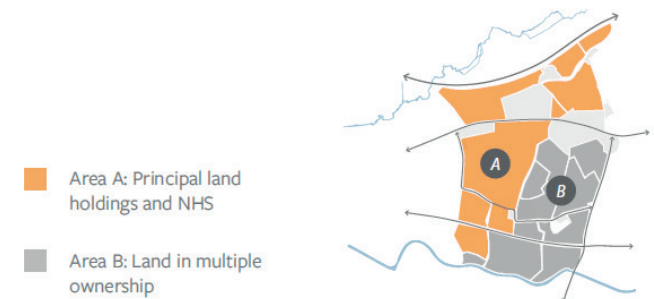 Area A: Principal land
holdings and NHS
Area B: Land in multiple
ownership
A
B